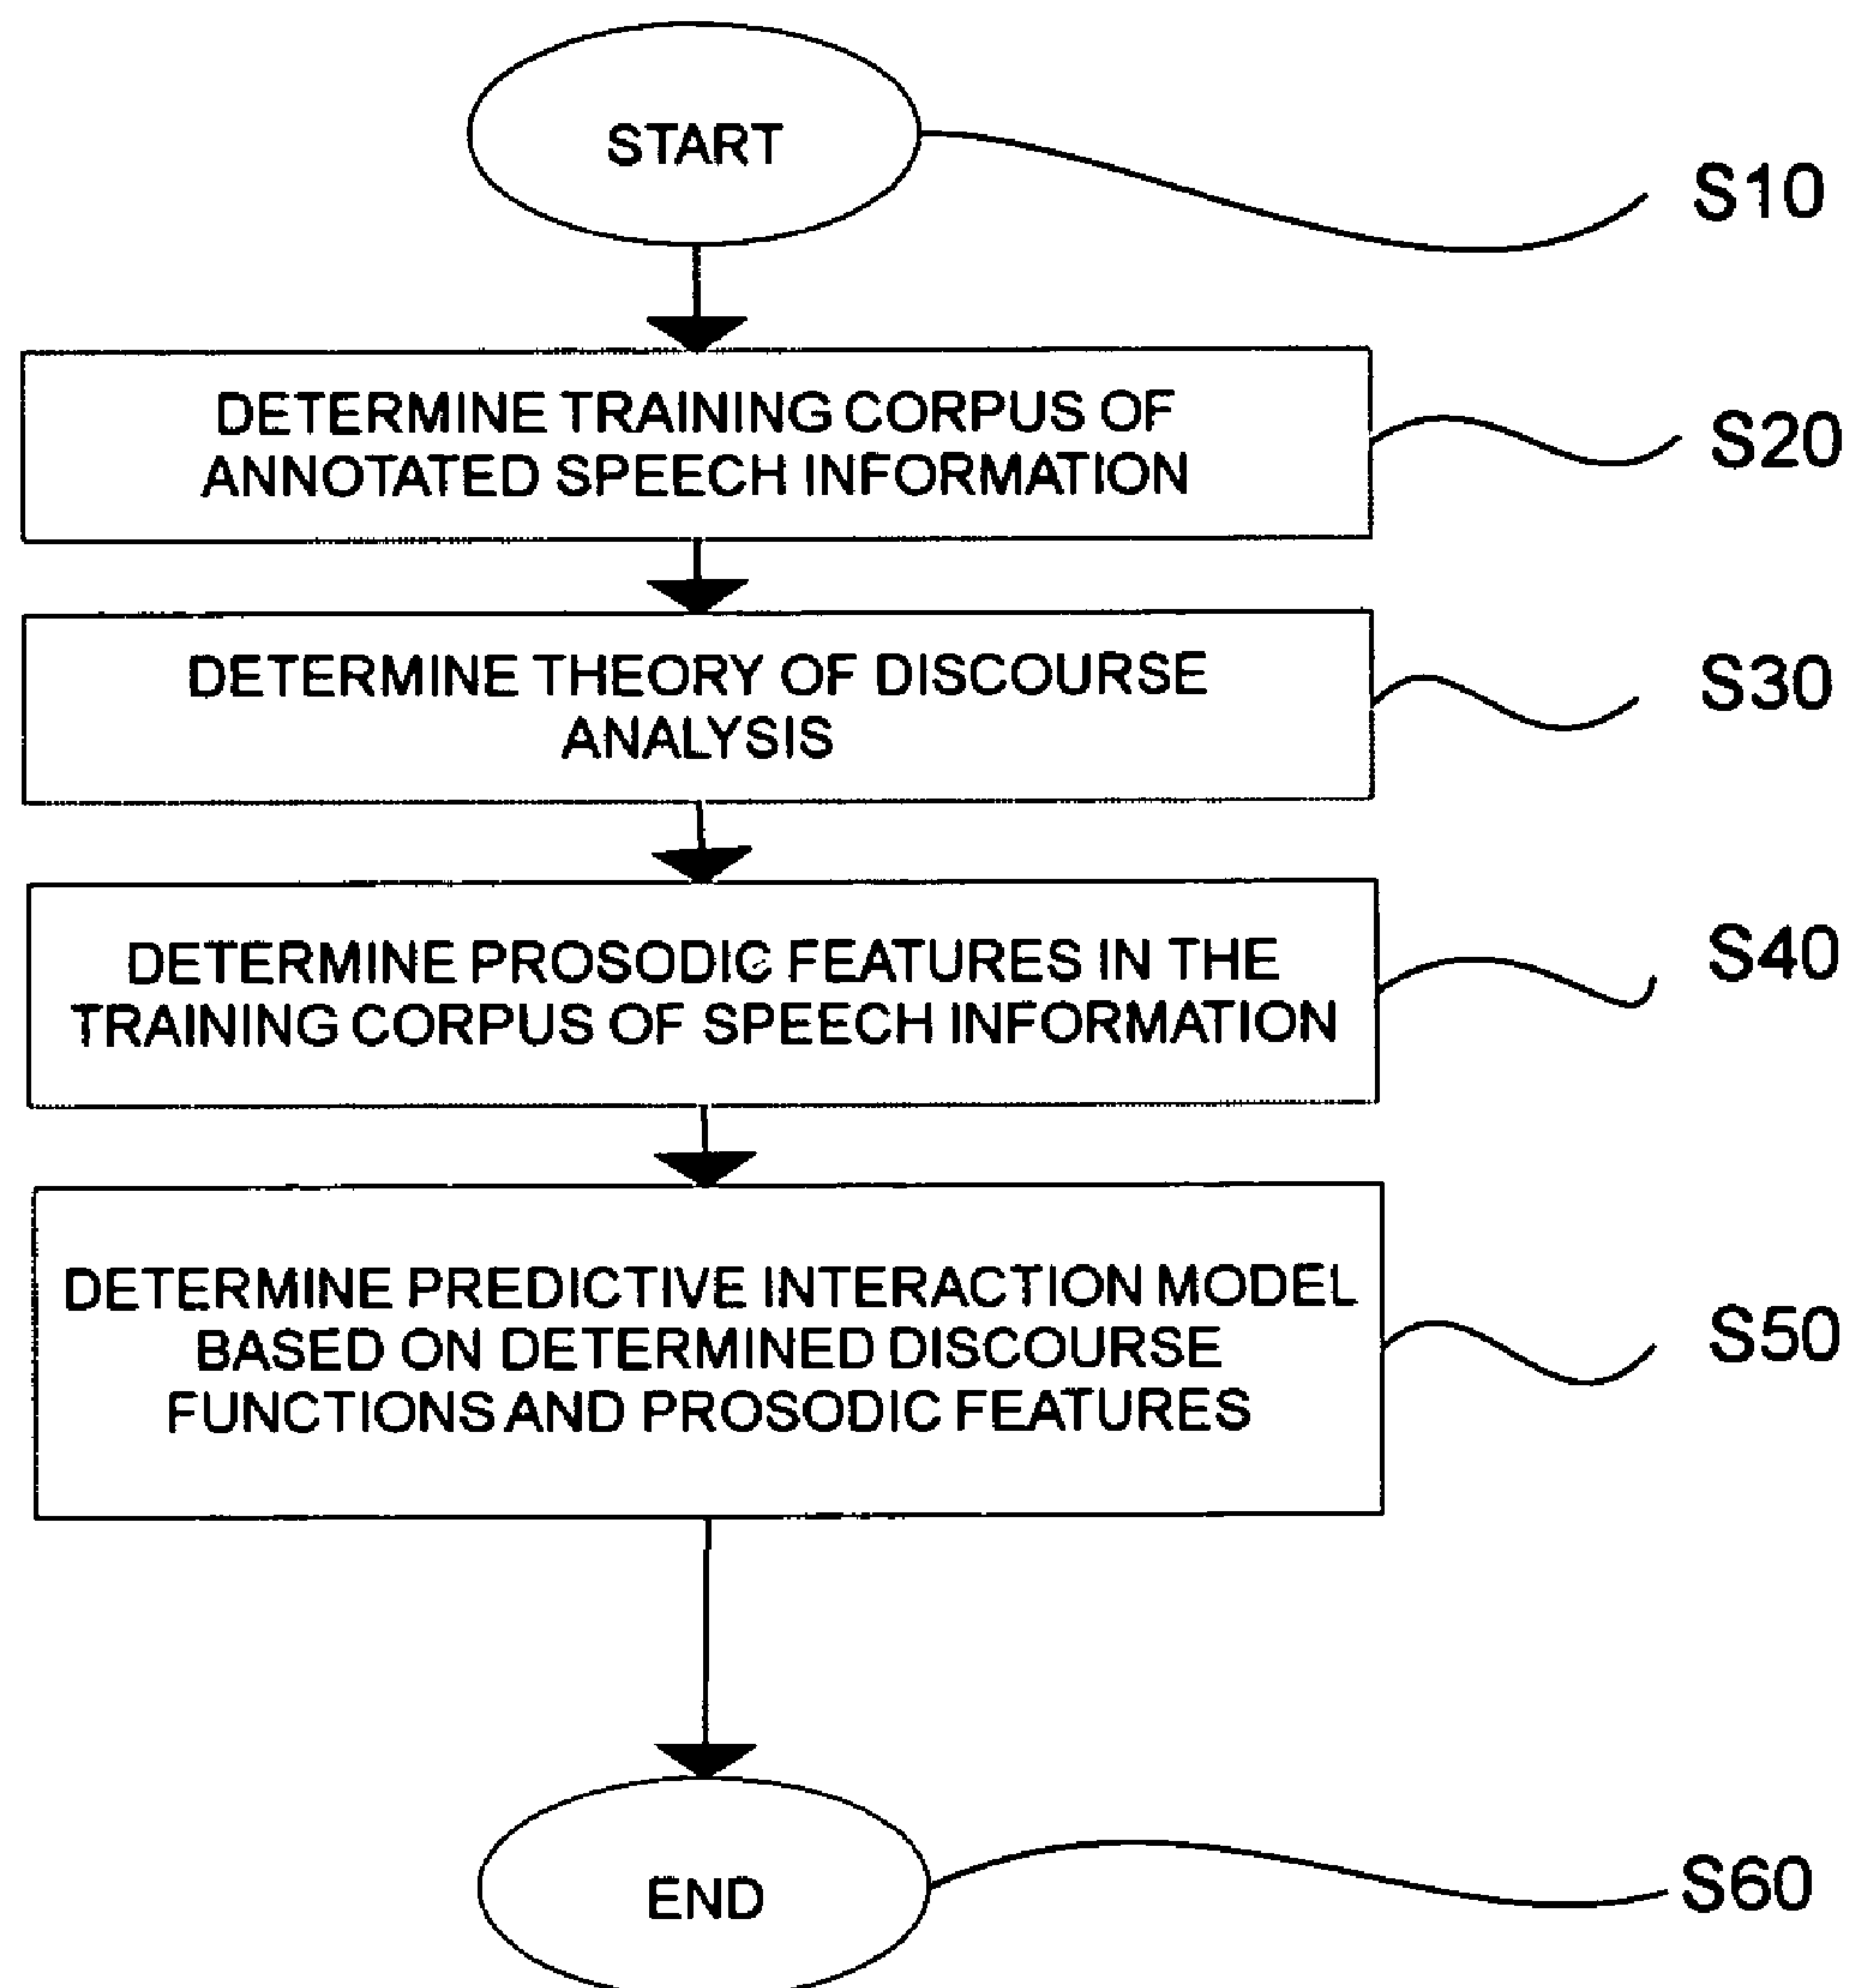 START
S10
DETERMINE TRAINING CORPUS OF
ANNOTATED SPEECH INFORMATION
S20
DETERMINE THEORY OF DISCOURSE
ANALYSIS
S30
DETERMINE PROSODIC FEATURES IN THE
TRAINING CORPUS OF SPEECH INFORMATION
S40
DETERMINE PREDICTIVE INTERACTION MODEL
BASED ON DETERMINED DISCOURSE
FUNCTIONS AND PROSODIC FEATURES
S50
END
S60